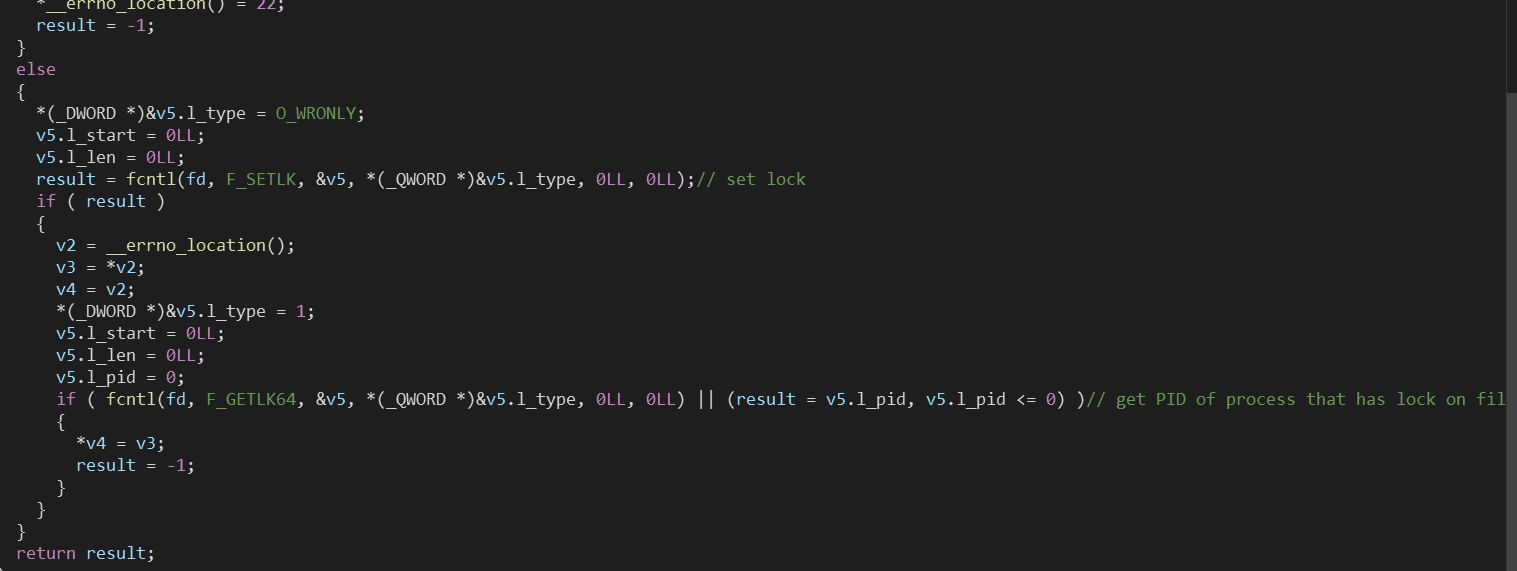 *__errno_location() = 22;
result = -1;
}
else
{
*(_DWORD *)&v5.l_type = O_WRONLY;
v5.l_start = 0LL;
v5.l_len = 0LL;
result = fcntl(fd, F_SETLK, &v5, *(_QWORD *)&v5.l_type, 0LL, 0LL);// set lock
if ( result )
{
v2 = __errno_location();
v3 = *v2;
v4 = v2;
*(_DWORD *)&v5.l_type = 1;
v5.l_start = 0LL;
v5.l_len = 0LL;
v5.l_pid = 0;
if ( fcntl(fd, F_GETLK64, &v5, *(_QWORD *)&v5.l_type, 0LL, 0LL) || (result = v5.l_pid, v5.l_pid <= 0) )// get PID of process that has lock on fil
{
*v4 = v3;
result = -1;
}
}
}
return result;